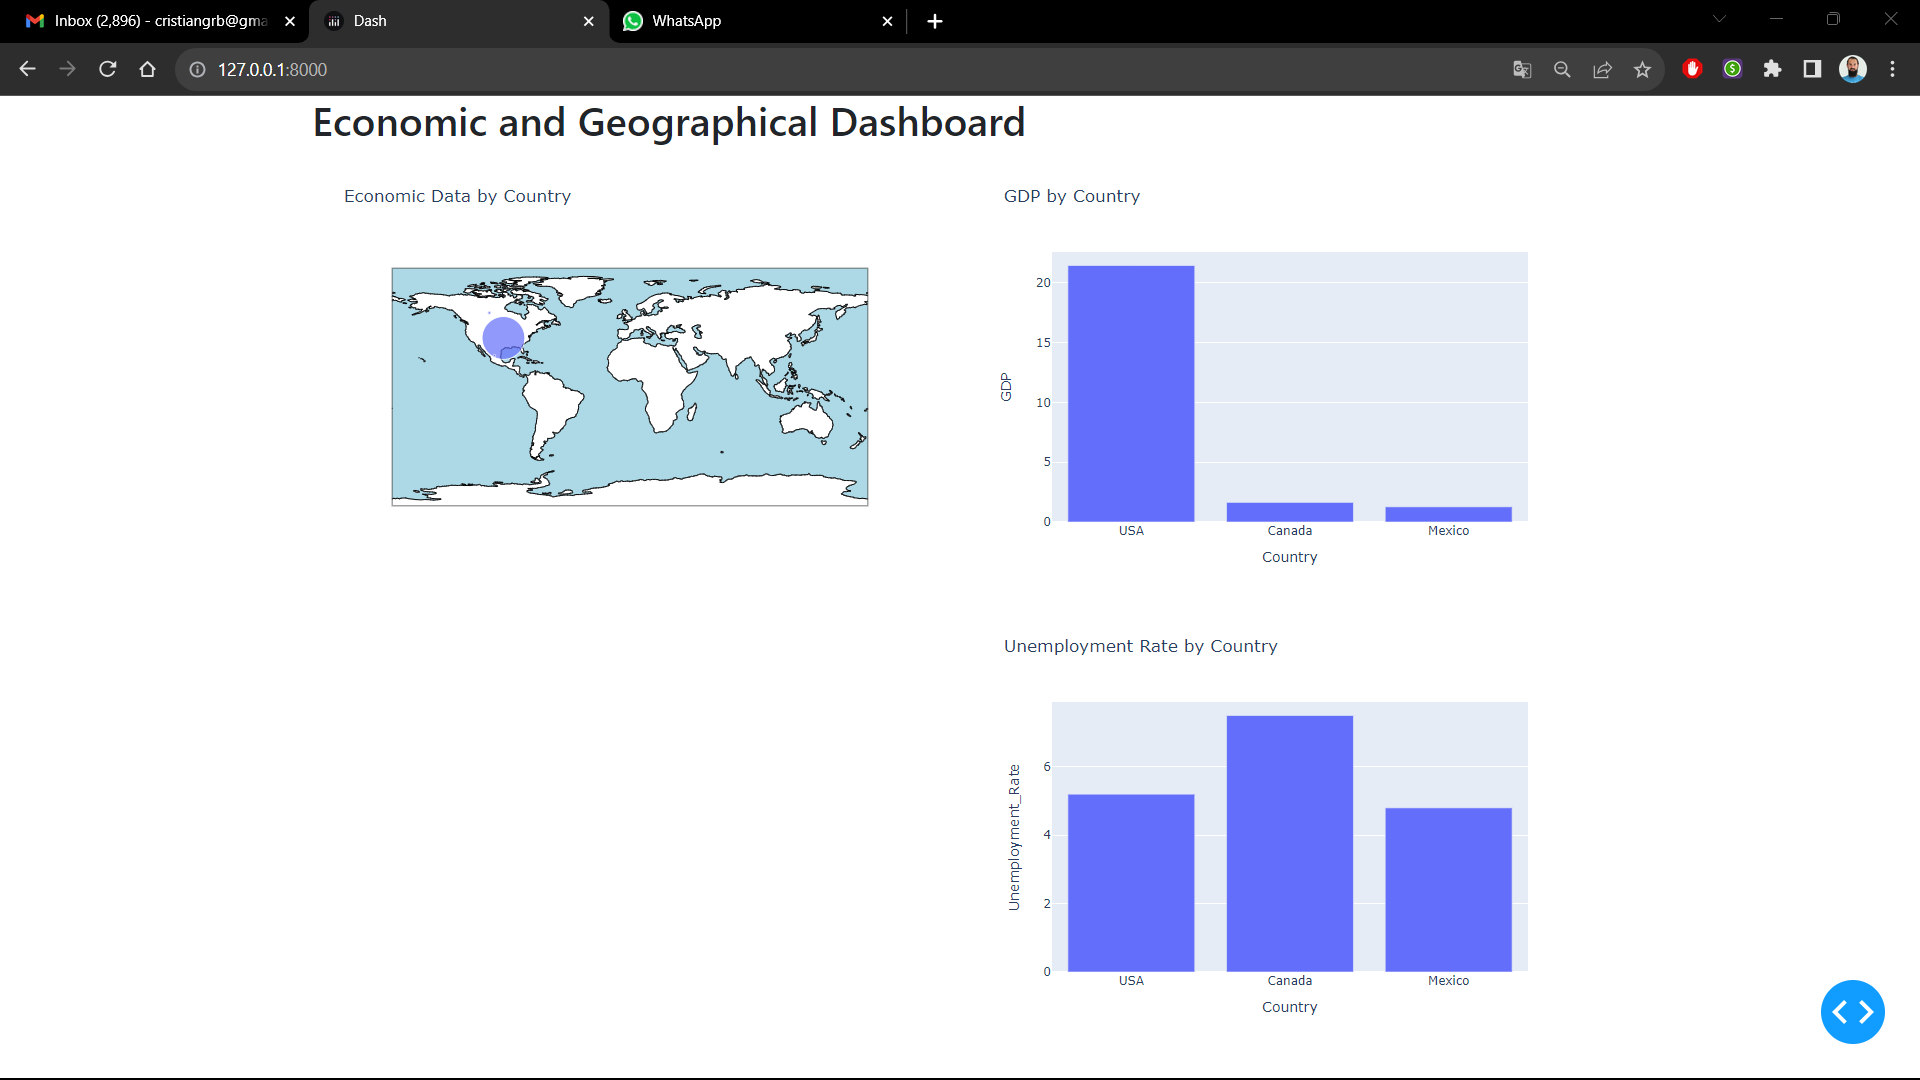 Inbox (2,896) - cristiangrb@gma
Dash
WhatsApp
127.0.0.1:8000
Economic and Geographical Dashboard
Economic Data by Country
GDP by Country
20
15
10
5
0
GDP
USA
Canada
Mexico
Country
Unemployment Rate by Country
6
4
2
0
Unemployment_Rate
USA
Canada
Mexico
Country